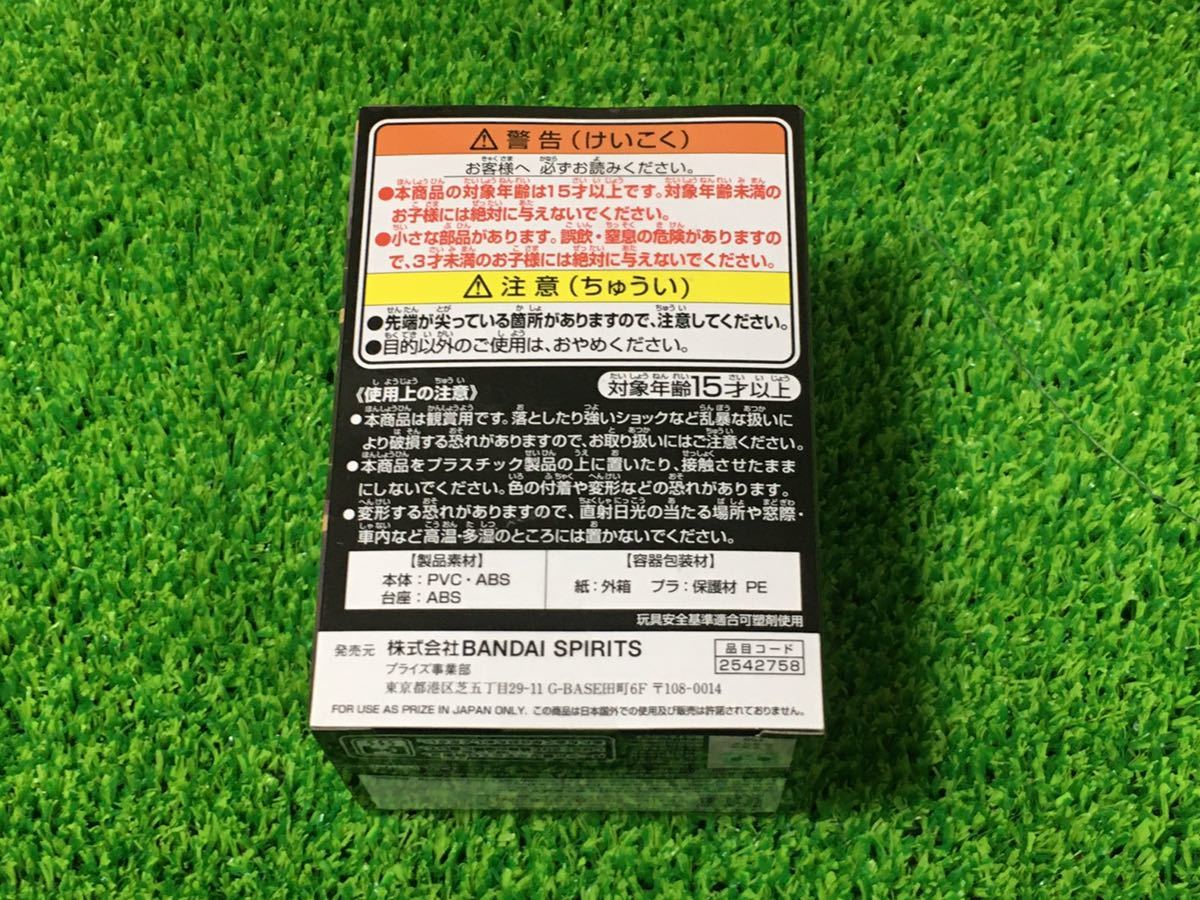 ⚠ 警告(けいこく)
お客様へ 必ずお読みください。
●本商品の対象年齢は15才以上です。対象年齢未満の
お子様には絶対に与えないでください。
●小さな部品があります。誤飲・窒息の危険がありますの
で、3才未満のお子様には絶対に与えないでください。
⚠ 注意(ちゅうい)
●先端が尖っている箇所がありますので、注意してください。
●目的以外のご使用は、おやめください。
《使用上の注意》 対象年齢15才以上
●本商品は観賞用です。落としたり強いショックなど乱暴な扱いに
より破損する恐れがありますので、お取り扱いにはご注意ください。
●本商品をプラスチック製品の上に置いたり、接触させたまま
にしないでください。色の付着や変形などの恐れがあります。
●変形する恐れがありますので、直射日光の当たる場所や窓際・
車内など高温・多湿のところには置かないでください。
【製品素材】
本体:PVC・ABS
台座:ABS
【容器包装材】
紙:外箱 プラ:保護材 PE
玩具安全基準適合可塑剤使用
発売元 株式会社BANDAI SPIRITS
プライズ事業部
東京都港区芝五丁目29-11 G-BASE田町6F 〒108-0014
品目コード
2542758
FOR USE AS PRIZE IN JAPAN ONLY. この商品は日本国外での使用及び販売は許諾されておりません。